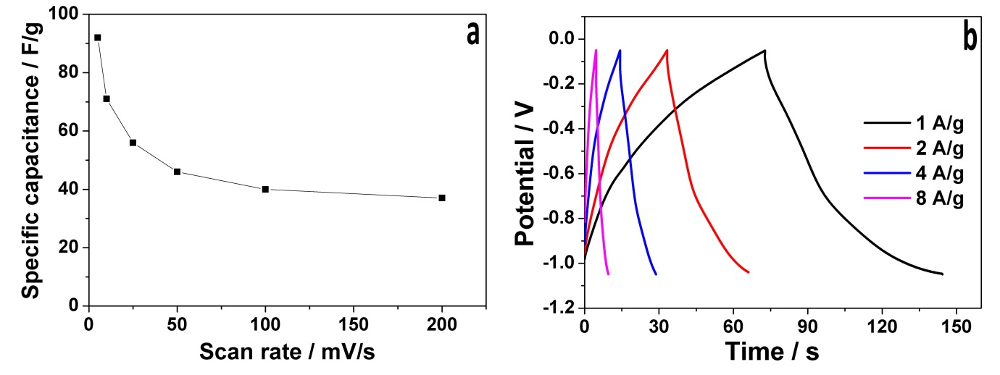 a
Specific capacitance / F/g
100
80
60
40
20
0
0 50 100 150 200
Scan rate / mV/s
b
Potential / V
0.0
-0.2
-0.4
-0.6
-0.8
-1.0
-1.2
1 A/g
2 A/g
4 A/g
8 A/g
0 30 60 90 120 150
Time / s